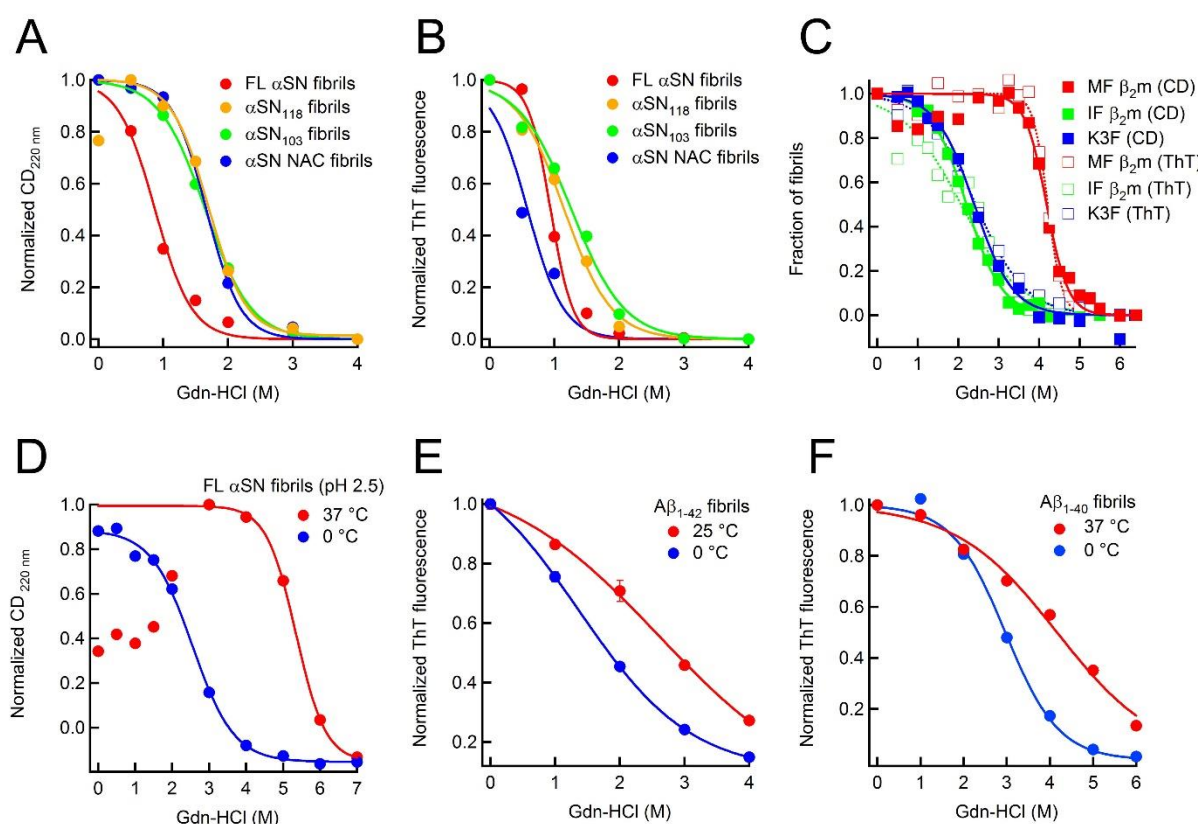 A
Normalized CD220 nm
1.0
0.8
0.6
0.4
0.2
0.0
FL αSN fibrils
αSN118 fibrils
αSN103 fibrils
αSN NAC fibrils
0 1 2 3 4
Gdn-HCl (M)
B
Normalized ThT fluorescence
1.0
0.8
0.6
0.4
0.2
0.0
FL αSN fibrils
αSN118 fibrils
αSN103 fibrils
αSN NAC fibrils
0 1 2 3 4
Gdn-HCl (M)
C
Fraction of fibrils
1.0
0.8
0.6
0.4
0.2
0.0
MF β2m (CD)
IF β2m (CD)
K3F (CD)
MF β2m (ThT)
IF β2m (ThT)
K3F (ThT)
0 1 2 3 4 5 6
Gdn-HCl (M)
D
Normalized CD220 nm
1.0
0.8
0.6
0.4
0.2
0.0
FL αSN fibrils (pH 2.5)
37 °C
0 °C
0 1 2 3 4 5 6 7
Gdn-HCl (M)
E
Normalized ThT fluorescence
1.0
0.8
0.6
0.4
0.2
Aβ1-42 fibrils
25 °C
0 °C
0 1 2 3 4
Gdn-HCl (M)
F
Normalized ThT fluorescence
1.0
0.8
0.6
0.4
0.2
Aβ1-40 fibrils
37 °C
0 °C
0 1 2 3 4 5 6
Gdn-HCl (M)